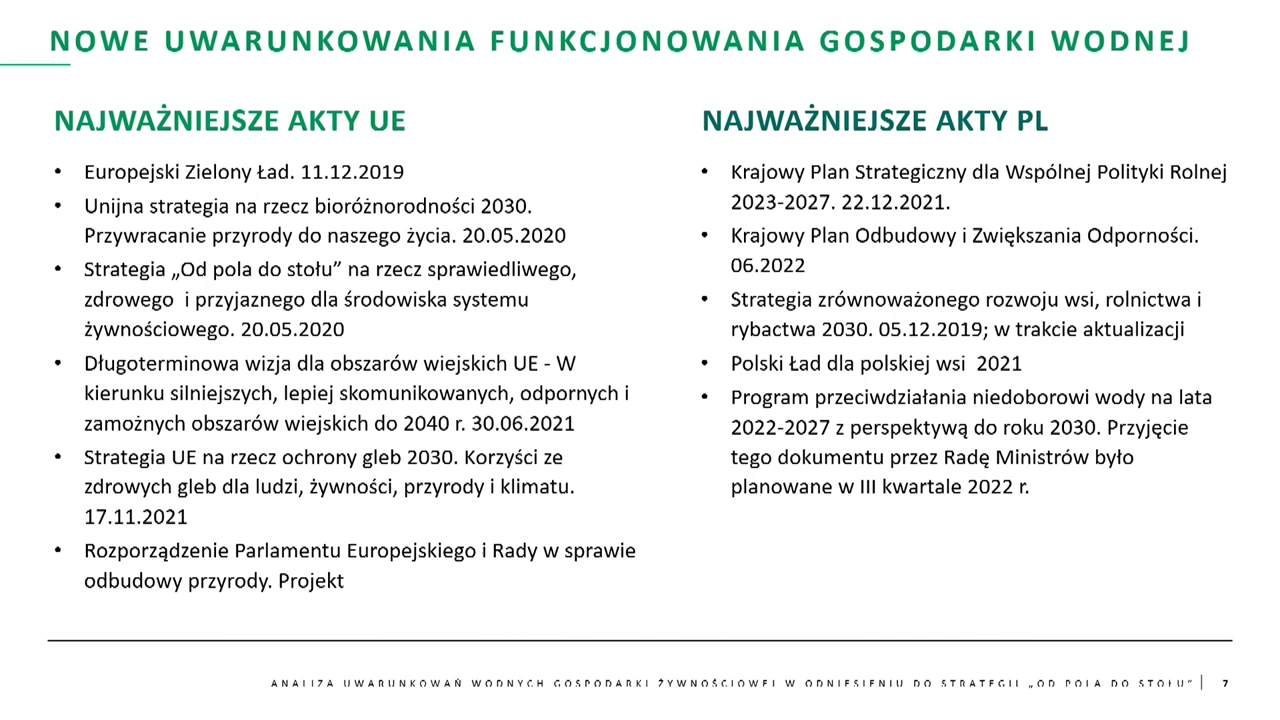 NOWE UWARUNKOWANIA FUNKCJONOWANIA GOSPODARKI WODNEJ
NAJWAŻNIEJSZE AKTY UE
• Europejski Zielony Ład. 11.12.2019
• Unijna strategia na rzecz bioróżnorodności 2030.
Przywracanie przyrody do naszego życia. 20.05.2020
• Strategia „Od pola do stołu” na rzecz sprawiedliwego,
zdrowego i przyjaznego dla środowiska systemu
żywnościowego. 20.05.2020
• Długoterminowa wizja dla obszarów wiejskich UE - W
kierunku silniejszych, lepiej skomunikowanych, odpornych i
zamożnych obszarów wiejskich do 2040 r. 30.06.2021
• Strategia UE na rzecz ochrony gleb 2030. Korzyści ze
zdrowych gleb dla ludzi, żywności, przyrody i klimatu.
17.11.2021
• Rozporządzenie Parlamentu Europejskiego i Rady w sprawie
odbudowy przyrody. Projekt
NAJWAŻNIEJSZE AKTY PL
• Krajowy Plan Strategiczny dla Wspólnej Polityki Rolnej
2023-2027. 22.12.2021.
• Krajowy Plan Odbudowy i Zwiększania Odporności.
06.2022
• Strategia zrównoważonego rozwoju wsi, rolnictwa i
rybactwa 2030. 05.12.2019; w trakcie aktualizacji
• Polski Ład dla polskiej wsi 2021
• Program przeciwdziałania niedoborowi wody na lata
2022-2027 z perspektywą do roku 2030. Przyjęcie
tego dokumentu przez Radę Ministrów było
planowane w III kwartale 2022 r.
ANALIZA UWARUNKOWAŃ WODNYCH GOSPODARKI ŻYWNOŚCIOWEJ W ODNIESIENIU DO STRATEGII „OD POLA DO STOŁU” | 7